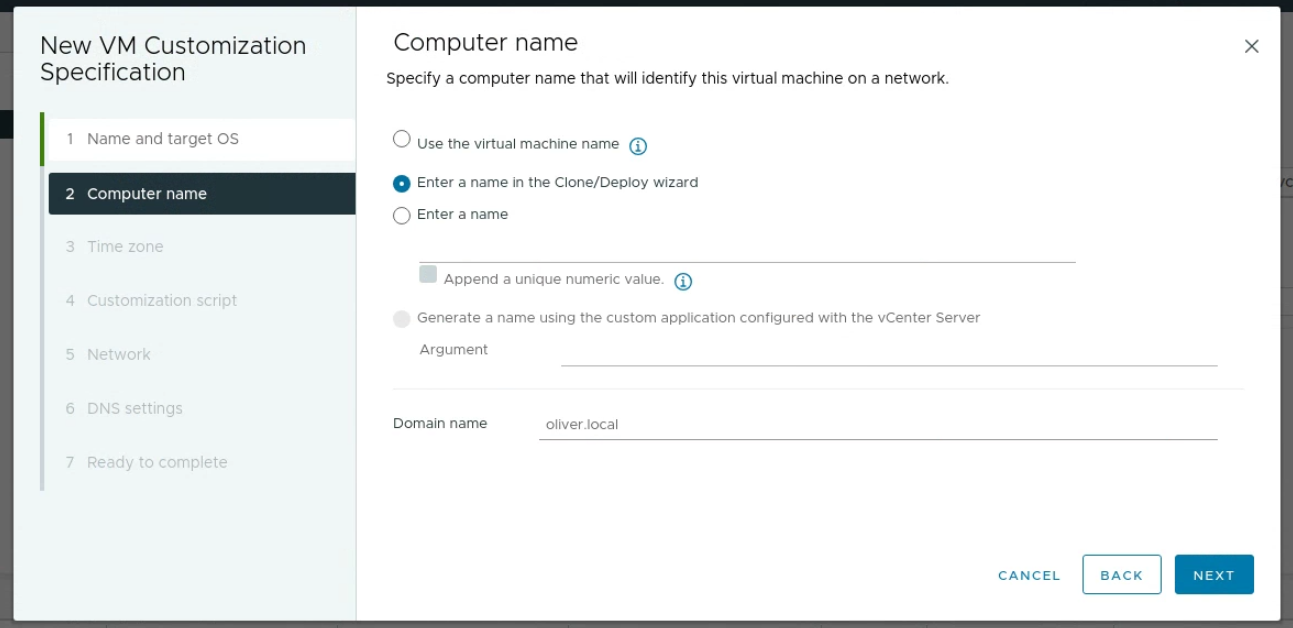 New VM Customization
Specification
1 Name and target OS
2 Computer name
3 Time zone
4 Customization script
5 Network
6 DNS settings
7 Ready to complete
Computer name
Specify a computer name that will identify this virtual machine on a network.
Use the virtual machine name
Enter a name in the Clone/Deploy wizard
Enter a name
Append a unique numeric value.
Generate a name using the custom application configured with the vCenter Server
Argument
Domain name oliver.local
CANCEL BACK NEXT